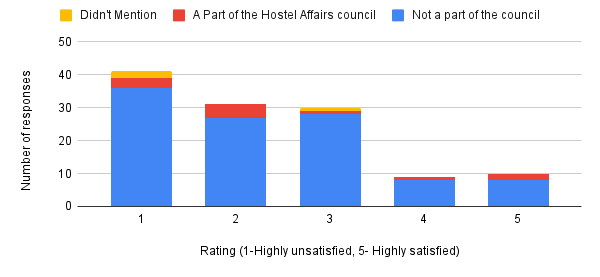 Didn't Mention A Part of the Hostel Affairs council Not a part of the council
50
40
30
20
10
0
Number of responses
1 2 3 4 5
Rating (1-Highly unsatisfied, 5- Highly satisfied)